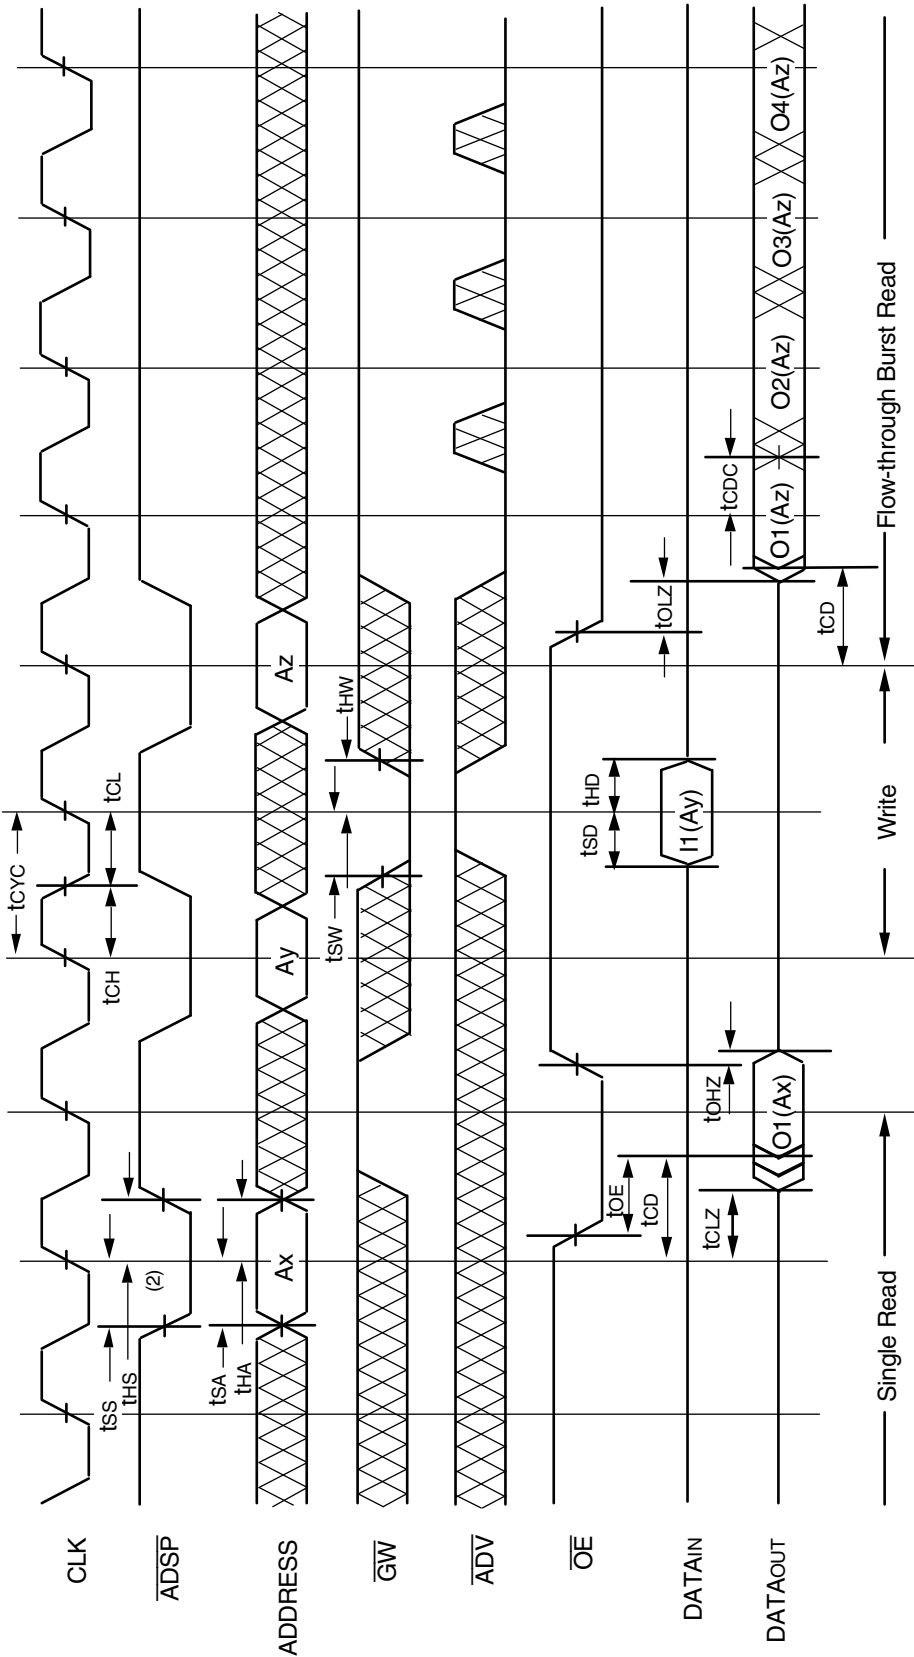 CLK
tCYC
tCH
tCL
ADSP
tSS
tHS
(2)
ADDRESS
tSA
tHA
Ax
Ay
Az
GW
tSW
tHW
ADV
OE
tOE
tOHZ
tOLZ
DATAIN
tSD
tHD
I1(Ay)
DATAOUT
tCLZ
tCD
O1(Ax)
tCD
tCDC
O1(Az)
O2(Az)
O3(Az)
O4(Az)
Single Read
Write
Flow-through Burst Read